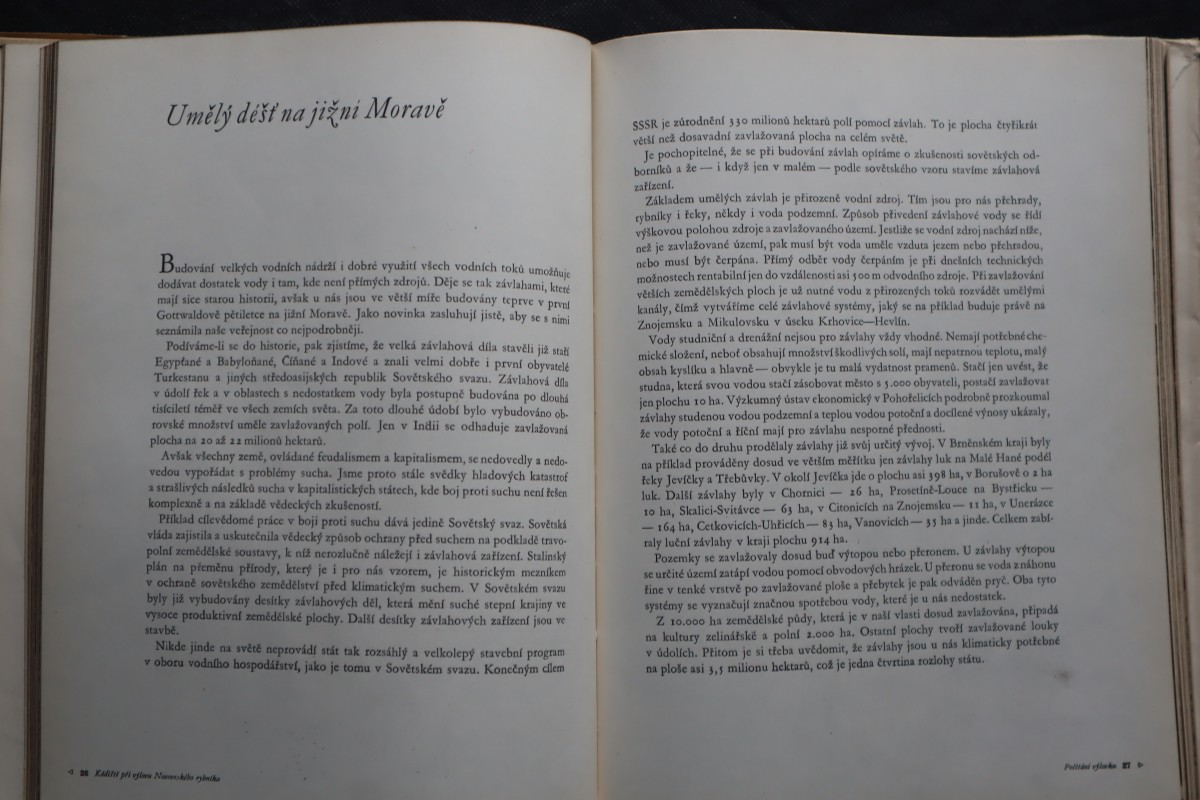 Umělý déšť na jižní Moravě
Budování velkých vodních nádrží i dobré využití všech vodních toků umožňuje
dodávat dostatek vody i tam, kde není přímých zdrojů. Děje se tak závlahami, které
mají sice starou historii, avšak u nás jsou ve větší míře budovány teprve v první
Gottwaldově pětiletce na jižní Moravě. Jako novinka zasluhují jistě, aby se s nimi
seznámila naše veřejnost co nejpodrobněji.
Podíváme-li se do historie, pak zjistíme, že velká závlahová díla stavěli již staří
Egypťané a Babyloňané, Číňané a Indové a znali velmi dobře i první obyvatelé
Turkestanu a jiných středoasijských republik Sovětského svazu. Závlahová díla
v údolí řek a v oblastech s nedostatkem vody byla postupně budována po dlouhá
tisíciletí téměř ve všech zemích světa. Za toto dlouhé údobí bylo vybudováno ob-
rovské množství uměle zavlažovaných polí. Jen v Indii se odhaduje zavlažovaná
plocha na 20 až 22 milionů hektarů.
Avšak všechny země, ovládané feudalismem a kapitalismem, se nedovedly a nedo-
vedou vypořádat s problémy sucha. Jsme proto stále svědky hladových katastrof
a strašlivých následků sucha v kapitalistických státech, kde boj proti suchu není řešen
komplexně a na základě vědeckých zkušeností.
Příklad cílevědomé práce v boji proti suchu dává jedině Sovětský svaz. Sovětská
vláda zajistila a uskutečnila vědecký způsob ochrany před suchem na podkladě travo-
polní zemědělské soustavy, k níž nerozlučně náležejí i závlahová zařízení. Stalinský
plán na přeměnu přírody, který je i pro nás vzorem, je historickým mezníkem
v ochraně sovětského zemědělství před klimatickým suchem. V Sovětském svazu
byly již vybudovány desítky závlahových děl, která mění suché stepní krajiny ve
vysoce produktivní zemědělské plochy. Další desítky závlahových zařízení jsou ve
stavbě.
Nikde jinde na světě neprovádí stát tak rozsáhlý a velkolepý stavební program
v oboru vodního hospodářství, jako je tomu v Sovětském svazu. Konečným cílem
◁ 26 Kádiště při výlovu Novoveského rybníka
SSSR je zúrodnění 330 milionů hektarů polí pomocí závlah. To je plocha čtyřikrát
větší než dosavadní zavlažovaná plocha na celém světě.
Je pochopitelné, že se při budování závlah opíráme o zkušenosti sovětských od-
borníků a že — i když jen v malém — podle sovětského vzoru stavíme závlahová
zařízení.
Základem umělých závlah je přirozeně vodní zdroj. Tím jsou pro nás přehrady,
rybníky i řeky, někdy i voda podzemní. Způsob přivedení závlahové vody se řídí
výškovou polohou zdroje a zavlažovaného území. Jestliže se vodní zdroj nachází níže,
než je zavlažované území, pak musí být voda uměle vzduta jezem nebo přehradou,
nebo musí být čerpána. Přímý odběr vody čerpáním je při dnešních technických
možnostech rentabilní jen do vzdálenosti asi 500 m od vodního zdroje. Při zavlažování
větších zemědělských ploch je už nutné vodu z přirozených toků rozvádět umělými
kanály, čímž vytváříme celé závlahové systémy, jaký se na příklad buduje právě na
Znojemsku a Mikulovsku v úseku Krhovice—Hevlín.
Vody studniční a drenážní nejsou pro závlahy vždy vhodné. Nemají potřebné che-
mické složení, neboť obsahují množství škodlivých solí, mají nepatrnou teplotu, malý
obsah kyslíku a hlavně — obvykle je tu malá vydatnost pramenů. Stačí jen uvést, že
studna, která svou vodou stačí zásobovat město s 5.000 obyvateli, postačí zavlažovat
jen plochu 10 ha. Výzkumný ústav ekonomický v Pohořelicích podrobně prozkoumal
závlahy studenou vodou podzemní a teplou vodou potoční a docílené výnosy ukázaly,
že vody potoční a říční mají pro závlahu nesporné přednosti.
Také co do druhu prodělaly závlahy již svůj určitý vývoj. V Brněnském kraji byly
na příklad prováděny dosud ve větším měřítku jen závlahy luk na Malé Hané podél
řeky Jevíčky a Třebůvky. V okolí Jevíčka jde o plochu asi 398 ha, v Borušově o 2 ha
luk. Další závlahy byly v Chornici — 26 ha, Prosetíně-Louce na Bystřičku —
10 ha, Skalici-Svitávce — 63 ha, v Citonicích na Znojemsku — 11 ha, v Unerázce
— 164 ha, Cetkovicích-Uhřicích — 83 ha, Vanovicích — 35 ha a jinde. Celkem zabí-
raly luční závlahy v kraji plochu 914 ha.
Pozemky se zavlažovaly dosud buď výtopou nebo přeronem. U závlahy výtopou
se určité území zatápí vodou pomocí obvodových hrázek. U přeronu se voda z náhonu
řine v tenké vrstvě po zavlažované ploše a přebytek je pak odváděn pryč. Oba tyto
systémy se vyznačují značnou spotřebou vody, které je u nás nedostatek.
Z 10.000 ha zemědělské půdy, která je v naší vlasti dosud zavlažována, připadá
na kultury zelinářské a polní 2.000 ha. Ostatní plochy tvoří zavlažované louky
v údolích. Přitom je si třeba uvědomit, že závlahy jsou u nás klimaticky potřebné
na ploše asi 3,5 milionu hektarů, což je jedna čtvrtina rozlohy státu.
Počítání výlovku 27 ▷